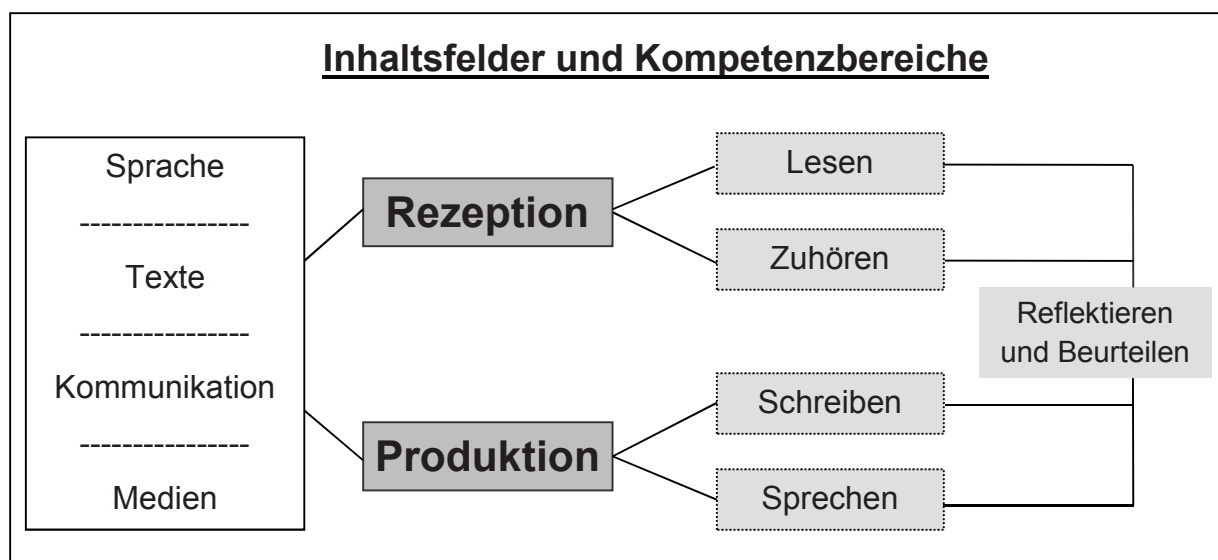 Inhaltsfelder und Kompetenzbereiche
Sprache
----------------
Texte
----------------
Kommunikation
----------------
Medien
Rezeption
Produktion
Lesen
Zuhören
Schreiben
Sprechen
Reflektieren
und Beurteilen